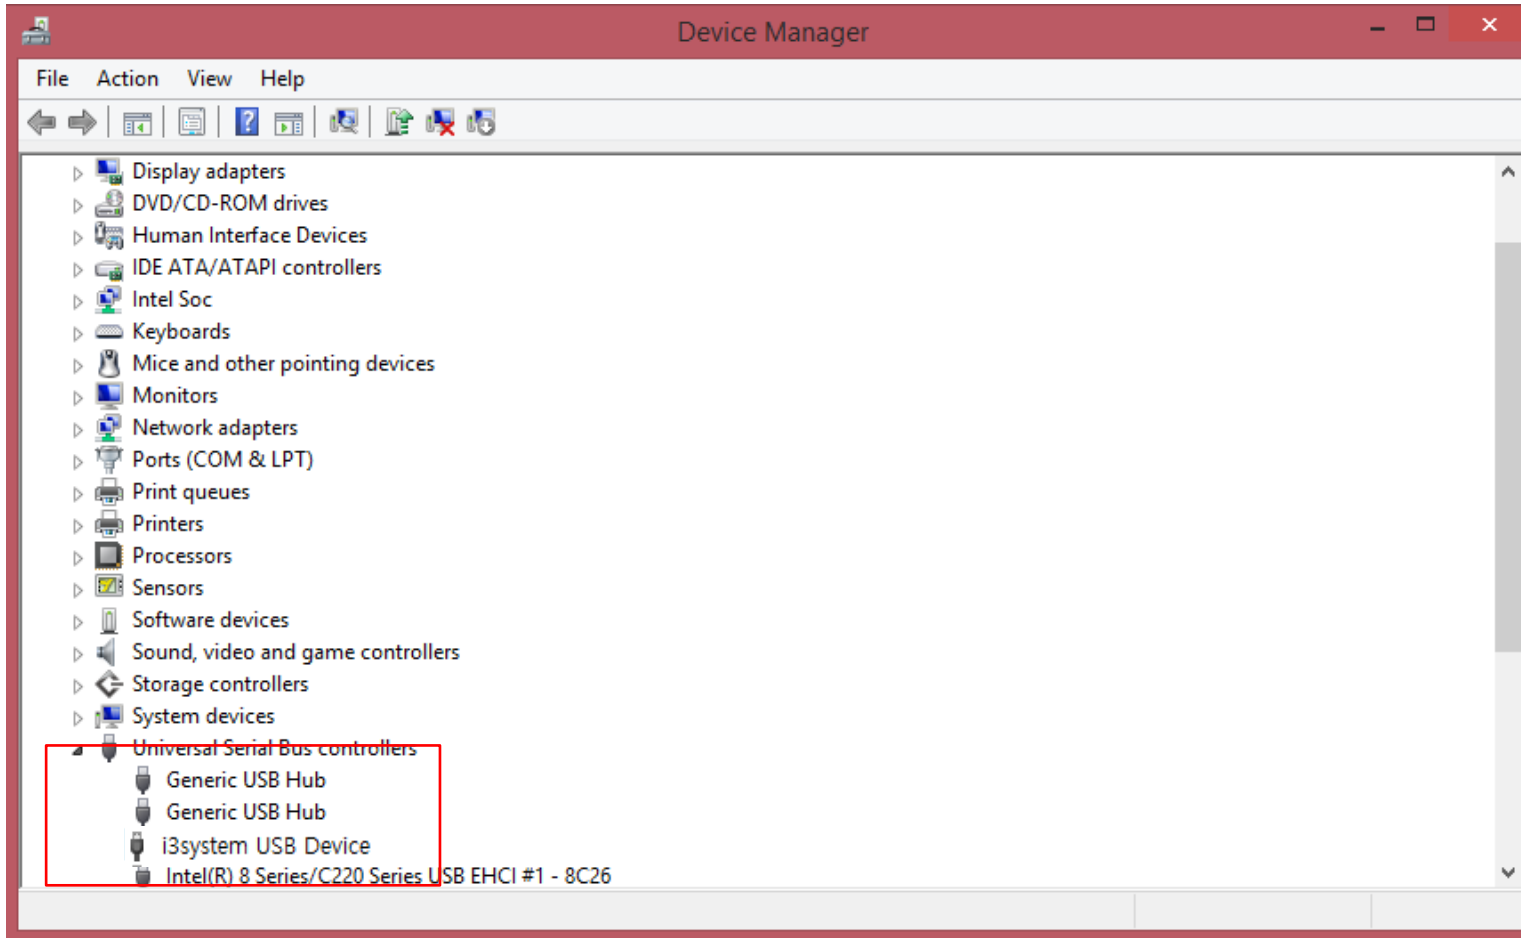 Device Manager
File Action View Help
Display adapters
DVD/CD-ROM drives
Human Interface Devices
IDE ATA/ATAPI controllers
Intel Soc
Keyboards
Mice and other pointing devices
Monitors
Network adapters
Ports (COM & LPT)
Print queues
Printers
Processors
Sensors
Software devices
Sound, video and game controllers
Storage controllers
System devices
Universal Serial Bus controllers
Generic USB Hub
Generic USB Hub
i3system USB Device
Intel(R) 8 Series/C220 Series USB EHCI #1 - 8C26